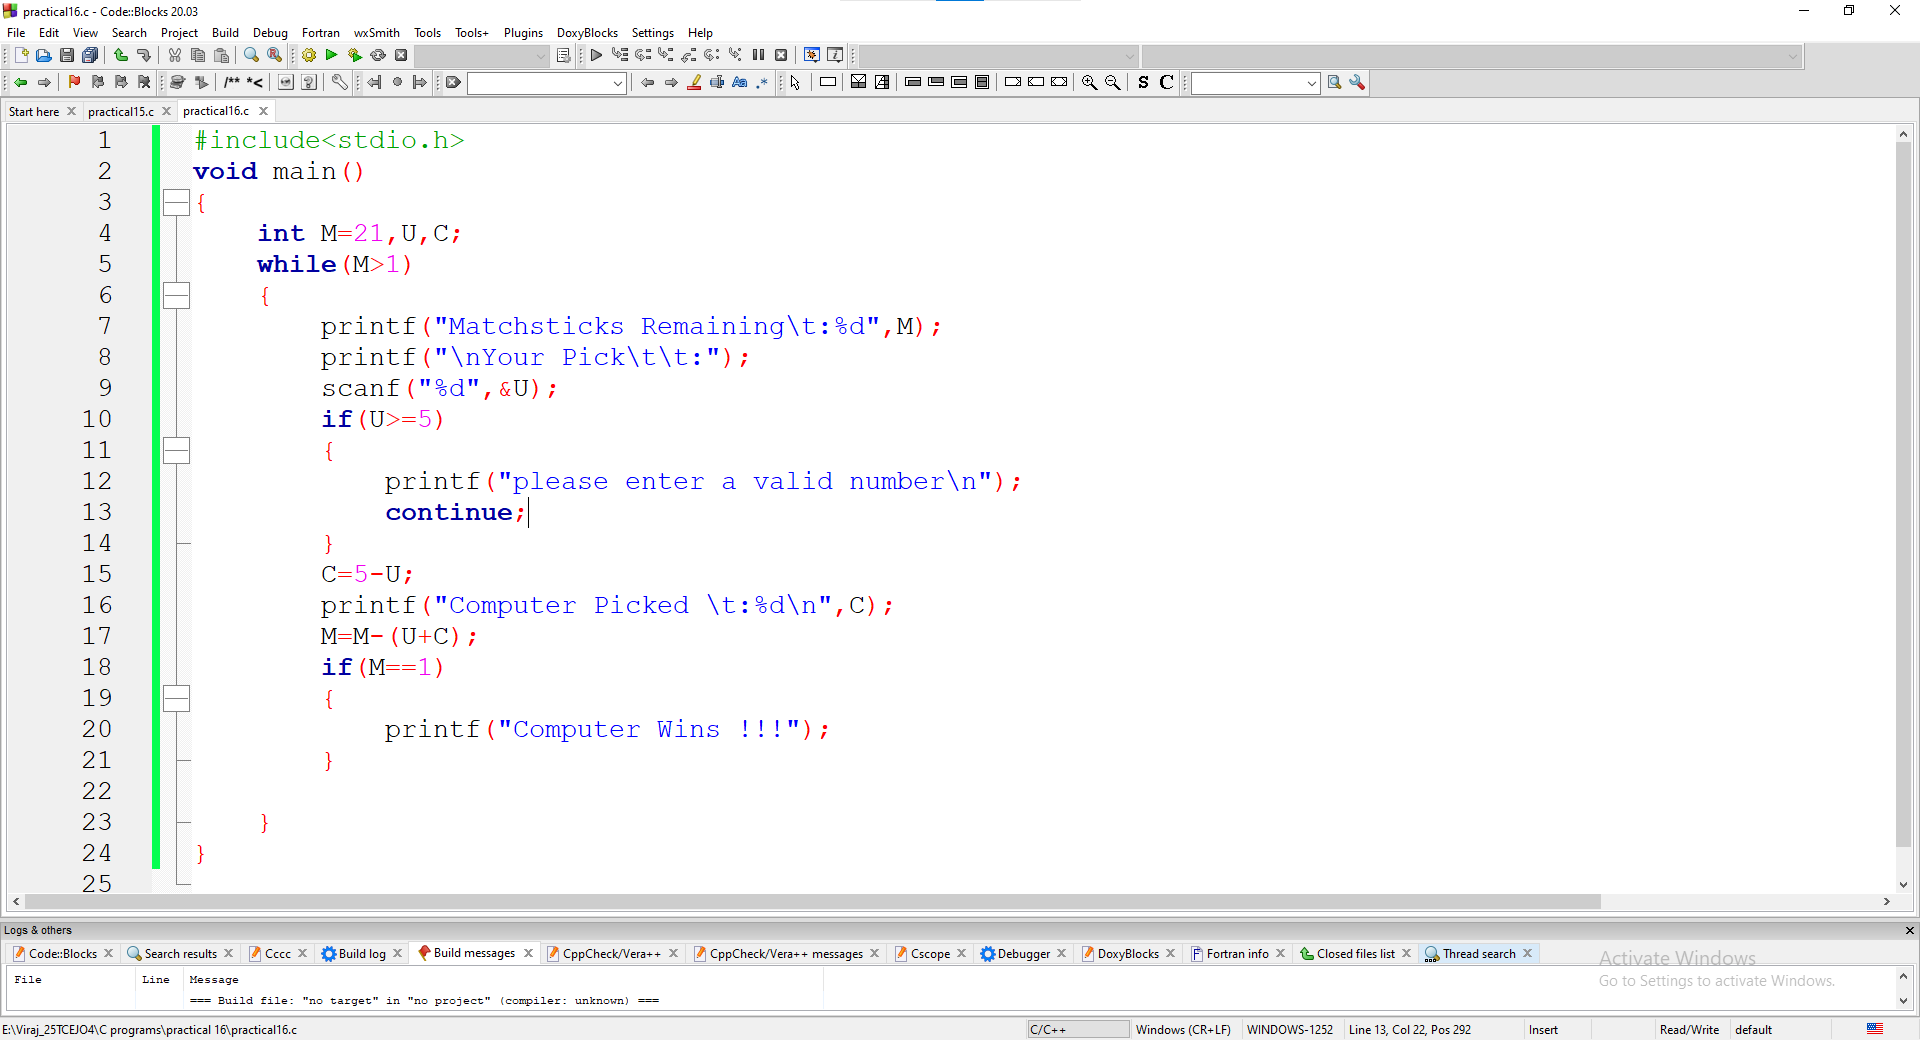 practical16.c - Code::Blocks 20.03
File Edit View Search Project Build Debug Fortran wxSmith Tools Tools+ Plugins DoxyBlocks Settings Help
/** *<
Aa .*
S C
Start here practical15.c practical16.c
1 #include<stdio.h>
2 void main()
3 {
4 int M=21,U,C;
5 while(M>1)
6 {
7 printf("Matchsticks Remaining\t:%d",M);
8 printf("\nYour Pick\t\t:");
9 scanf("%d",&U);
10 if(U>=5)
11 {
12 printf("please enter a valid number\n");
13 continue;
14 }
15 C=5-U;
16 printf("Computer Picked \t:%d\n",C);
17 M=M-(U+C);
18 if(M==1)
19 {
20 printf("Computer Wins !!!");
21 }
22
23 }
24 }
25
Logs & others
Code::Blocks Search results Cccc Build log Build messages CppCheck/Vera++ CppCheck/Vera++ messages Cscope Debugger DoxyBlocks Fortran info Closed files list Thread search
File Line Message
=== Build file: "no target" in "no project" (compiler: unknown) ===
Activate Windows
Go to Settings to activate Windows.
E:\Viraj_25TCEJO4\C programs\practical 16\practical16.c C/C++ Windows (CR+LF) WINDOWS-1252 Line 13, Col 22, Pos 292 Insert Read/Write default